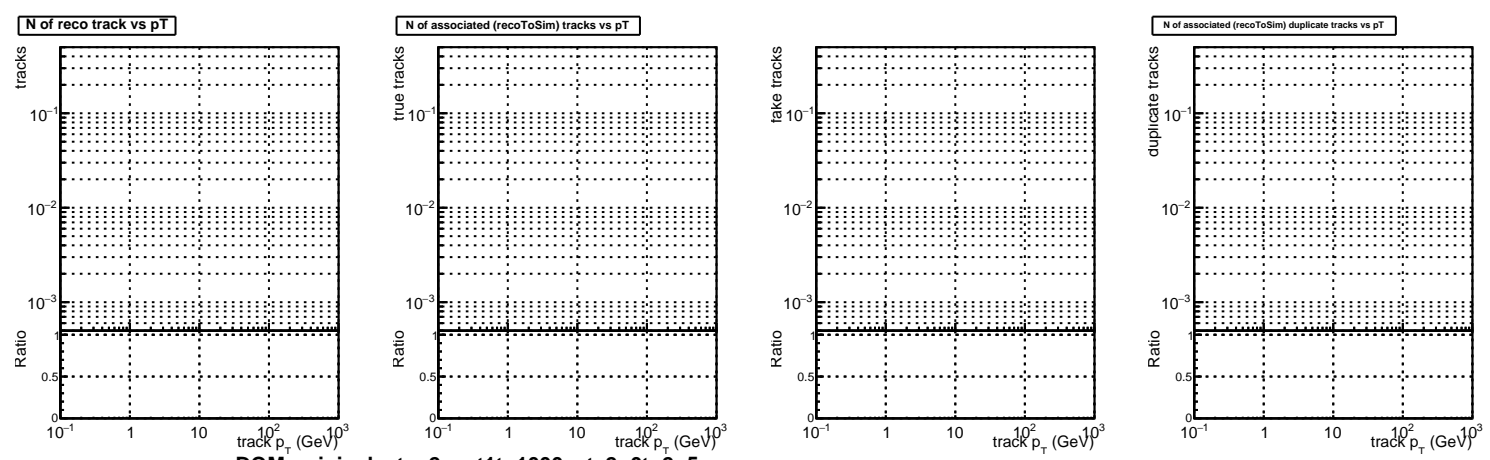 N of reco track vs pT
tracks
10⁻¹
10⁻²
10⁻³
Ratio
1
0.5
0
10⁻¹ 1 10 10² 10³
track p_T (GeV)
N of associated (recoToSim) tracks vs pT
true tracks
10⁻¹
10⁻²
10⁻³
Ratio
1
0.5
0
10⁻¹ 1 10 10² 10³
track p_T (GeV)
fake tracks
10⁻¹
10⁻²
10⁻³
Ratio
1
0.5
0
10⁻¹ 1 10 10² 10³
track p_T (GeV)
N of associated (recoToSim) duplicate tracks vs pT
duplicate tracks
10⁻¹
10⁻²
10⁻³
Ratio
1
0.5
0
10⁻¹ 1 10 10² 10³
track p_T (GeV)